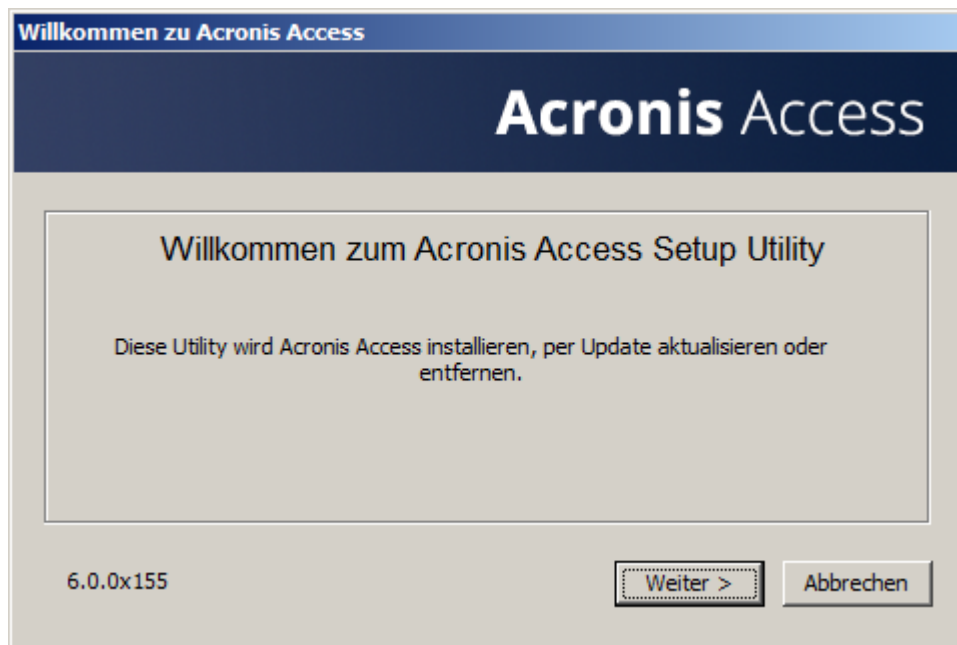 Willkommen zu Acronis Access
Acronis Access
Willkommen zum Acronis Access Setup Utility
Diese Utility wird Acronis Access installieren, per Update aktualisieren oder
entfernen.
6.0.0x155
Weiter >
Abbrechen